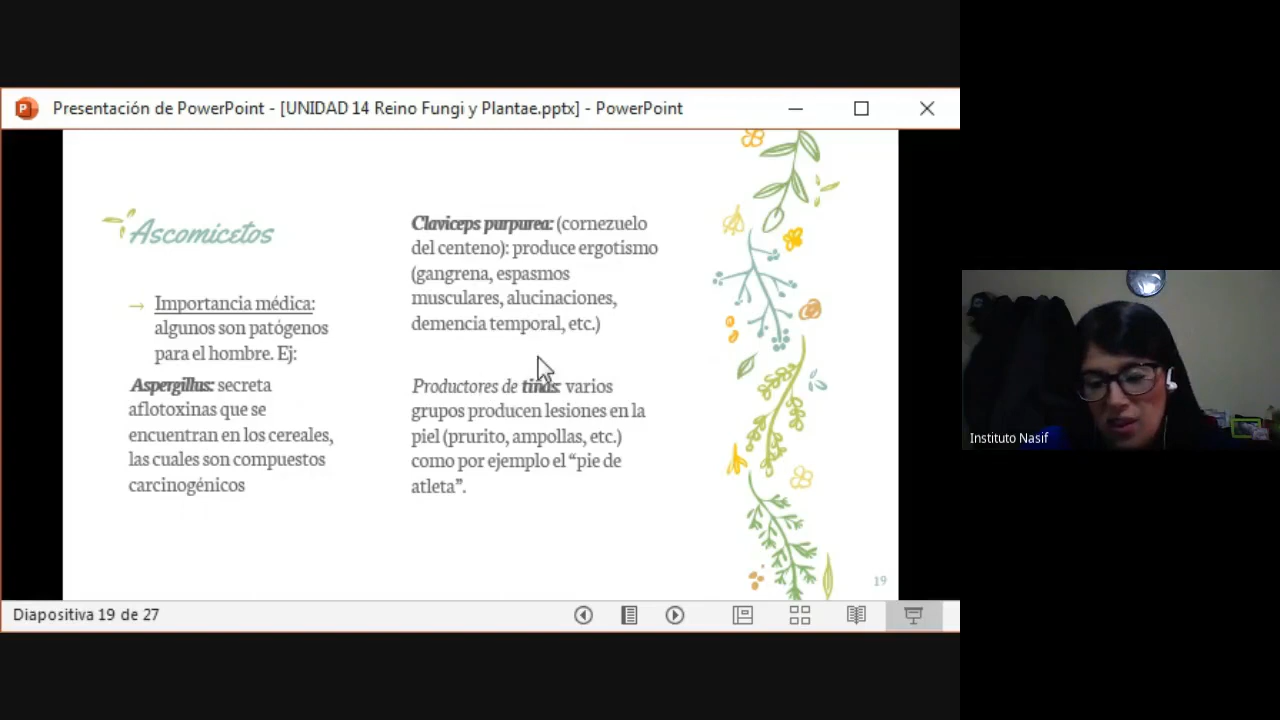 Presentación de PowerPoint - [UNIDAD 14 Reino Fungi y Plantae.pptx] - PowerPoint
Ascomicetos
→ Importancia médica:
algunos son patógenos
para el hombre. Ej:
Aspergillus: secreta
aflotoxinas que se
encuentran en los cereales,
las cuales son compuestos
carcinogénicos
Claviceps purpurea: (cornezuelo
del centeno): produce ergotismo
(gangrena, espasmos
musculares, alucinaciones,
demencia temporal, etc.)
Productores de tiñas: varios
grupos producen lesiones en la
piel (prurito, ampollas, etc.)
como por ejemplo el “pie de
atleta”.
19
Diapositiva 19 de 27
Instituto Nasif